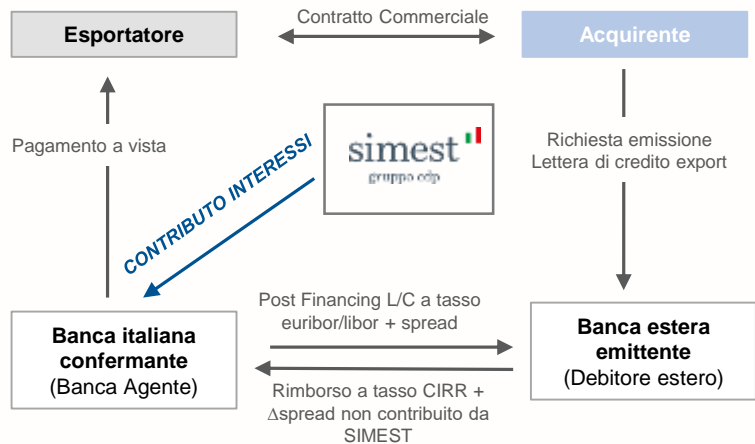 Contratto Commerciale
Esportatore
Acquirente
Pagamento a vista
simest
gruppo cdp
Richiesta emissione
Lettera di credito export
CONTRIBUTO INTERESSI
Post Financing L/C a tasso
euribor/libor + spread
Banca italiana
confermante
(Banca Agente)
Banca estera
emittente
(Debitore estero)
Rimborso a tasso CIRR +
Δspread non contribuito da
SIMEST